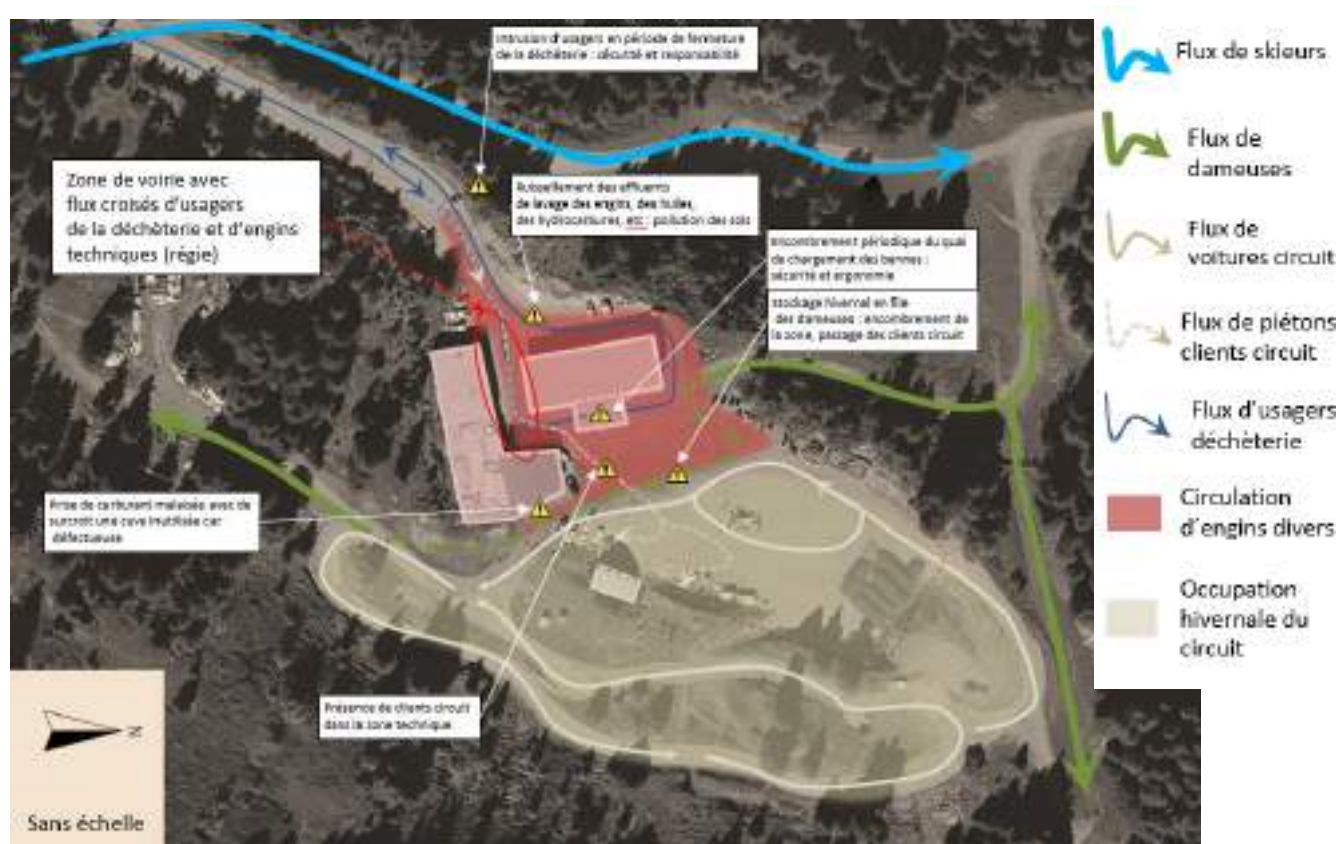 Intrusion d'usagers en période de fermeture
de la déchèterie : sécurité et responsabilité
Zone de voirie avec
flux croisés d'usagers
de la déchèterie et d'engins
techniques (régie)
Ruissellement des effluents
de lavage des engins, des huiles,
des hydrocarbures, etc : pollution des sols
Encombrement périodique du quai
de chargement des bennes :
sécurité et ergonomie
Stockage hivernal en file
des dameuses : encombrement de
la zone, passage des clients circuit
Prise de carburant malaisée avec de
surcroit une cuve inutilisée car
défectueuse
Présence de clients circuit
dans la zone technique
N
Sans échelle
Flux de skieurs
Flux de
dameuses
Flux de
voitures circuit
Flux de piétons
clients circuit
Flux d'usagers
déchèterie
Circulation
d'engins divers
Occupation
hivernale du
circuit